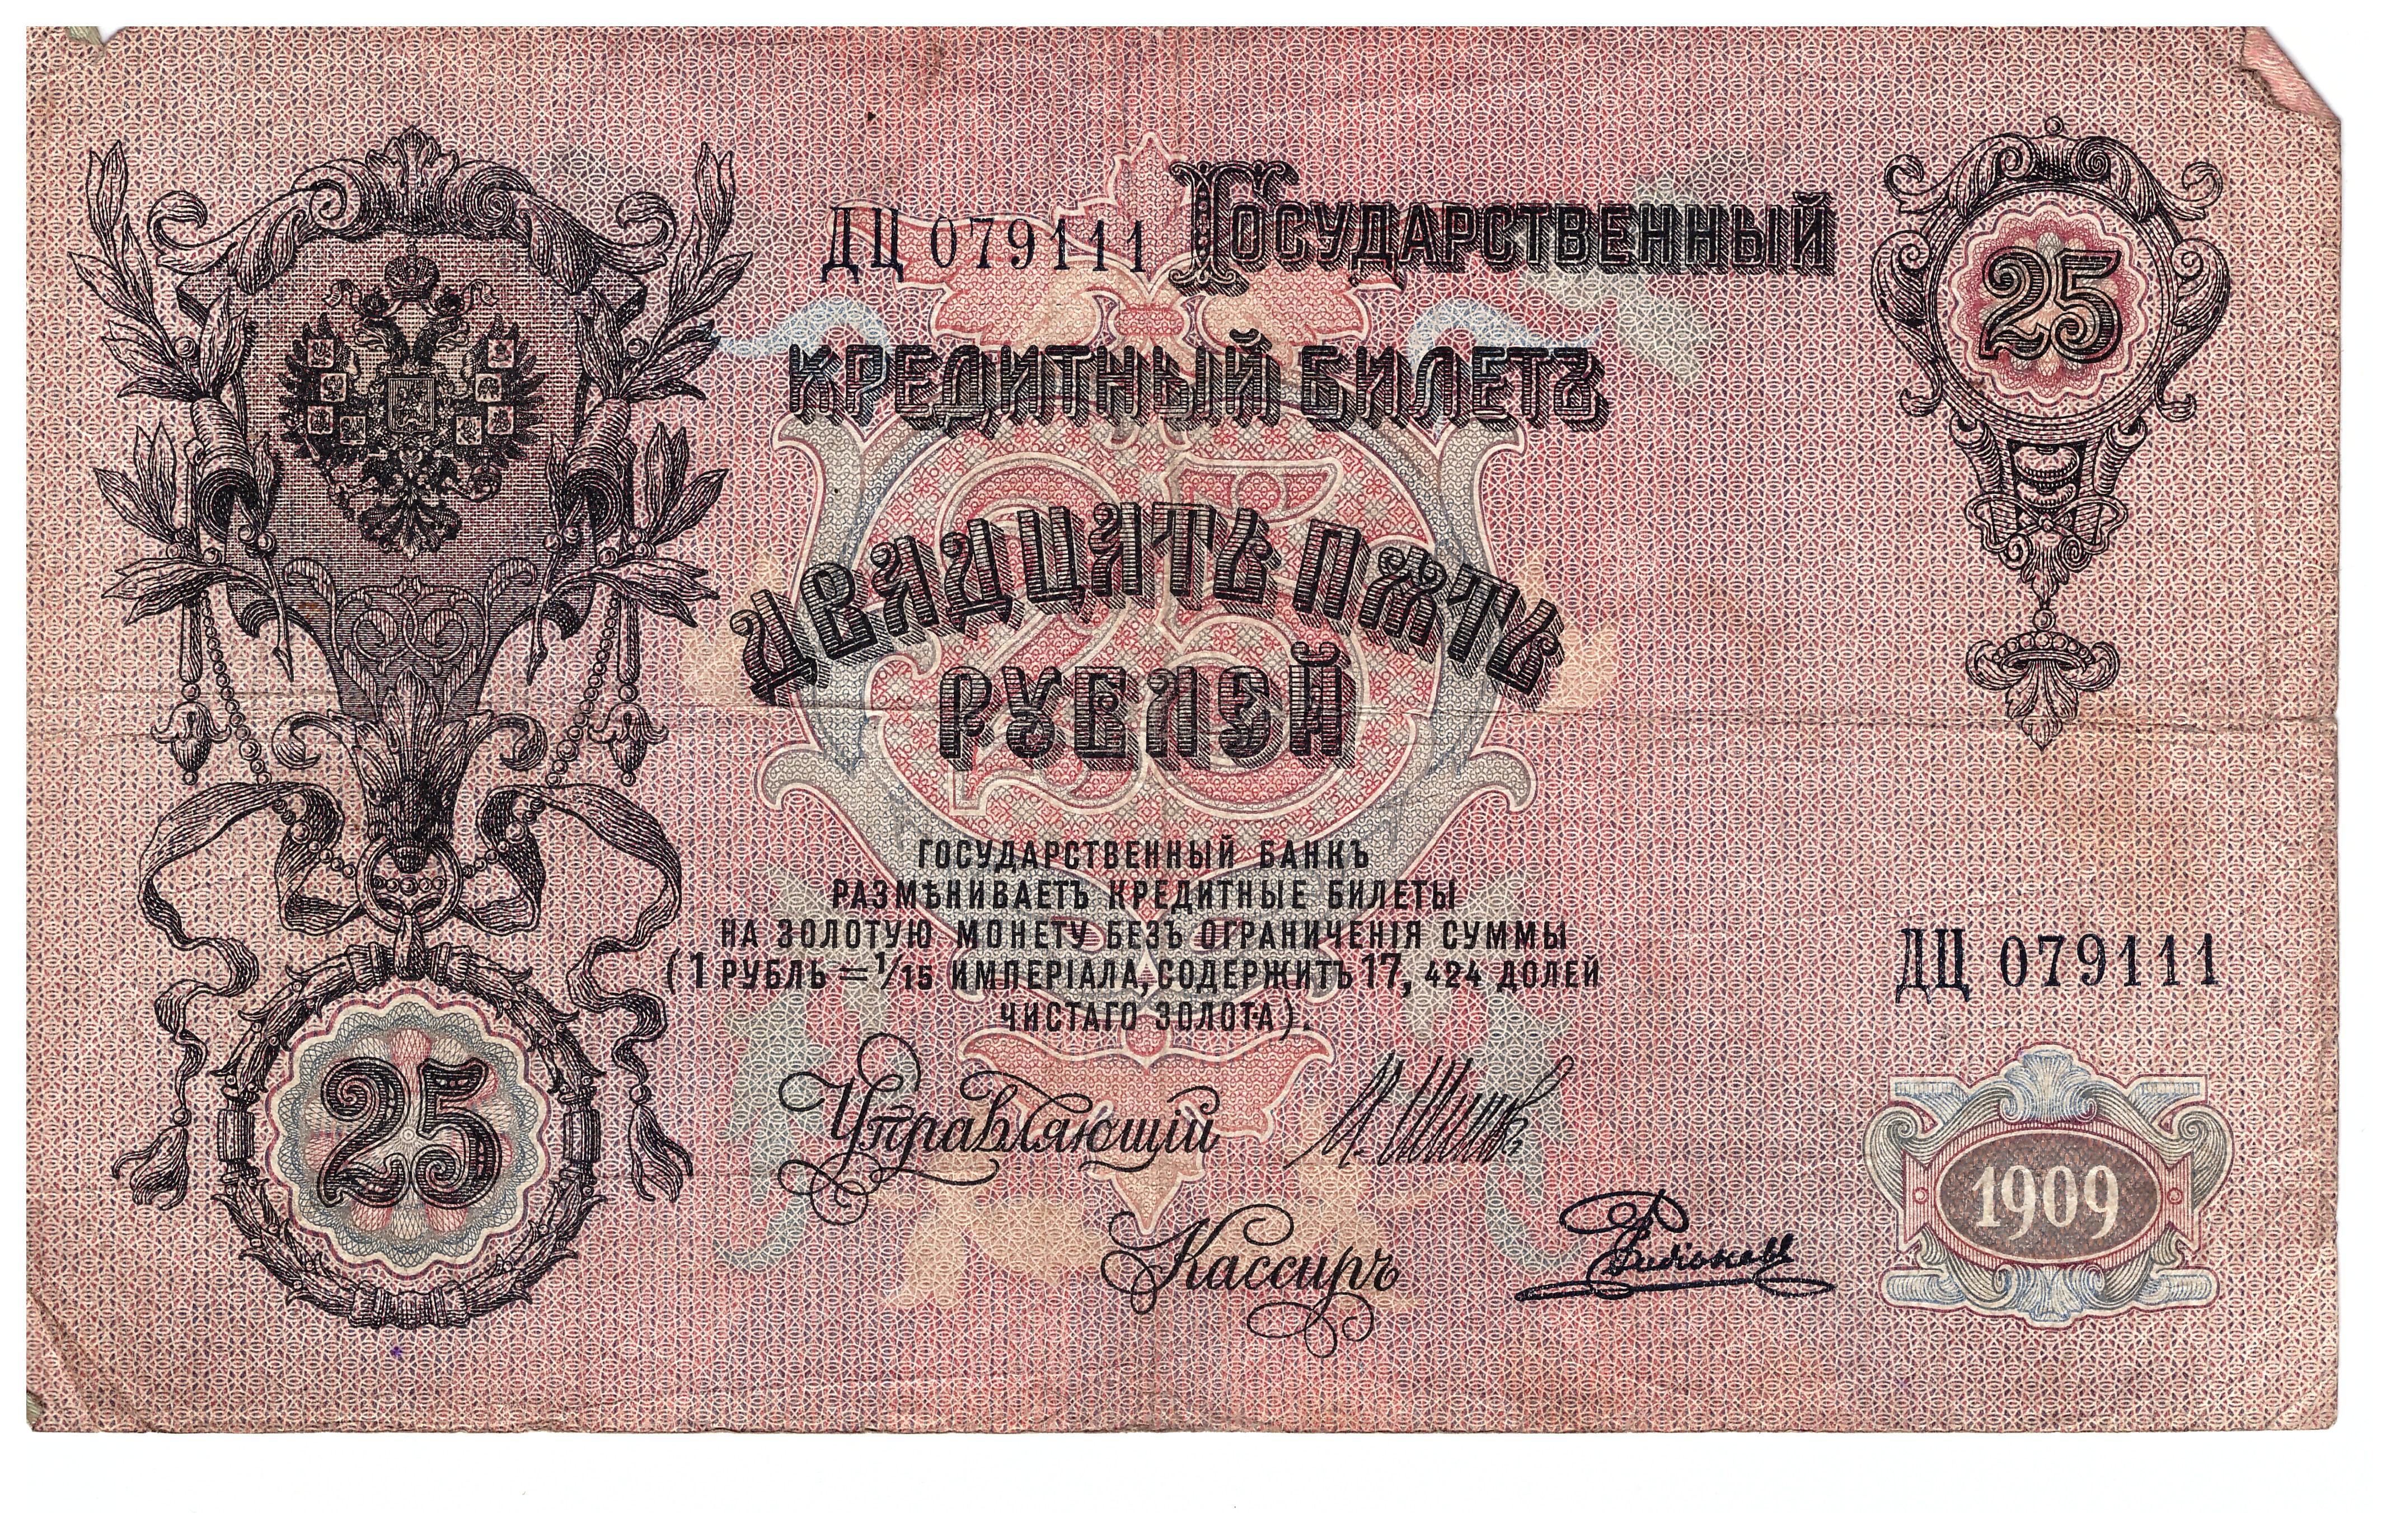 ДЦ 079111
Государственный
25
кредитный билетъ
двадцать пять
рублей
ГОСУДАРСТВЕННЫЙ БАНКЪ
РАЗМѢНИВАЕТЪ КРЕДИТНЫЕ БИЛЕТЫ
НА ЗОЛОТУЮ МОНЕТУ БЕЗЪ ОГРАНИЧЕНІЯ СУММЫ
(1 РУБЛЬ = 1/15 ИМПЕРІАЛА, СОДЕРЖИТЪ 17, 424 ДОЛЕЙ
ЧИСТАГО ЗОЛОТА).
ДЦ 079111
25
Управляющій
Кассиръ
1909